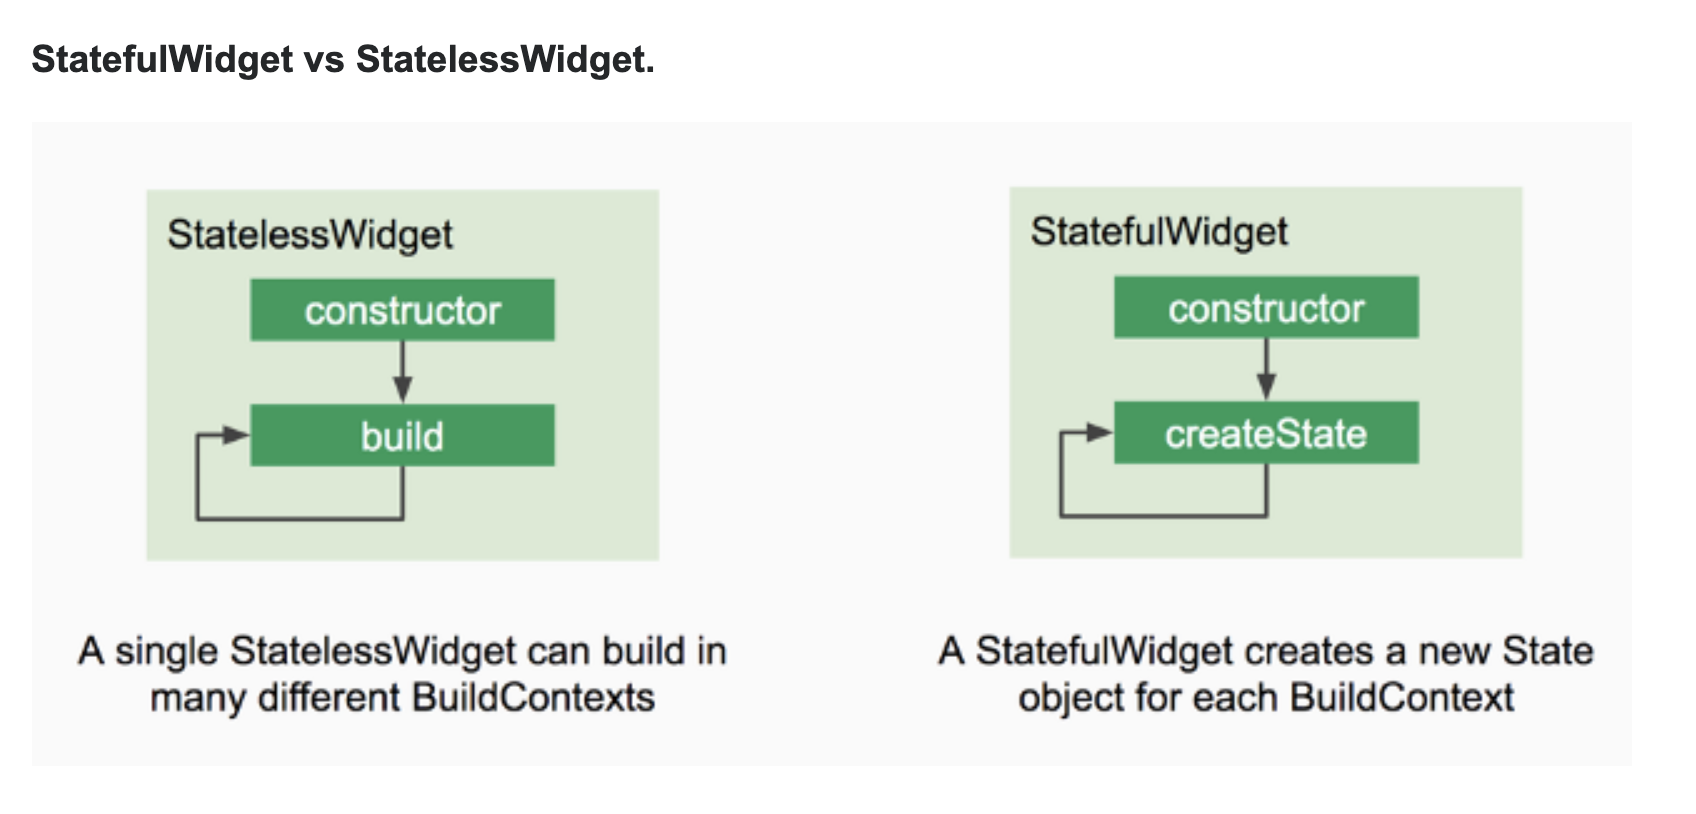 StatefulWidget vs StatelessWidget.
StatelessWidget
constructor
build
A single StatelessWidget can build in
many different BuildContexts
StatefulWidget
constructor
createState
A StatefulWidget creates a new State
object for each BuildContext